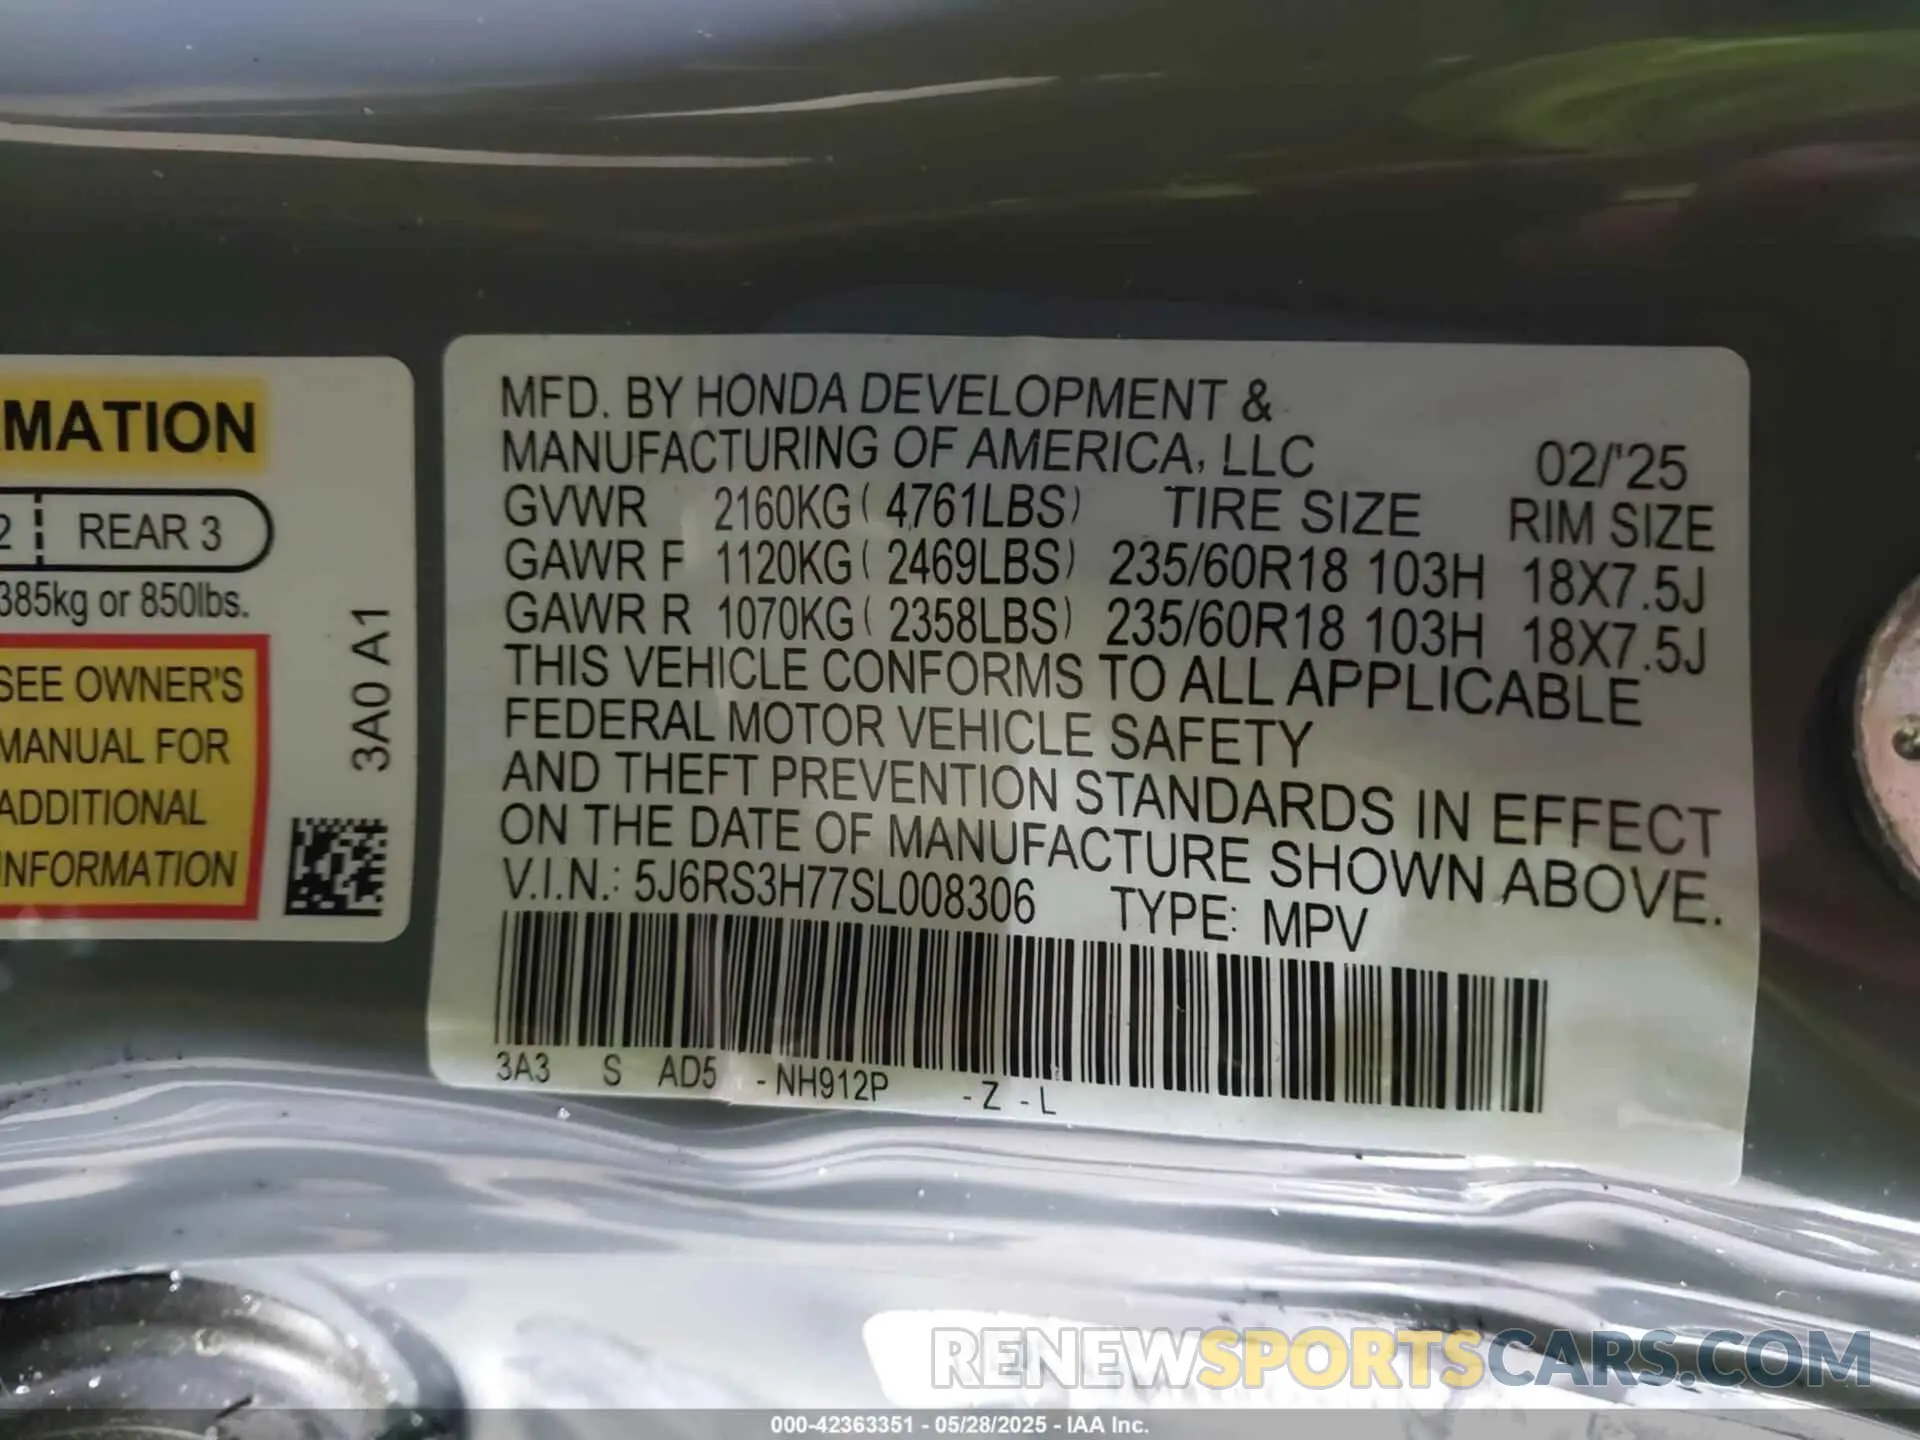 MATION
2 REAR 3
385kg or 850lbs.
SEE OWNER'S
MANUAL FOR
ADDITIONAL
INFORMATION
3A0 A1
MFD. BY HONDA DEVELOPMENT &
MANUFACTURING OF AMERICA, LLC 02/'25
GVWR 2160KG ( 4761LBS) TIRE SIZE RIM SIZE
GAWR F 1120KG ( 2469LBS) 235/60R18 103H 18X7.5J
GAWR R 1070KG ( 2358LBS) 235/60R18 103H 18X7.5J
THIS VEHICLE CONFORMS TO ALL APPLICABLE
FEDERAL MOTOR VEHICLE SAFETY
AND THEFT PREVENTION STANDARDS IN EFFECT
ON THE DATE OF MANUFACTURE SHOWN ABOVE.
V.I.N.: 5J6RS3H77SL008306 TYPE: MPV
3A3 S AD5 -NH912P -Z -L
RENEWSPORTSCARS.COM
000-42363351 - 05/28/2025 - IAA Inc.